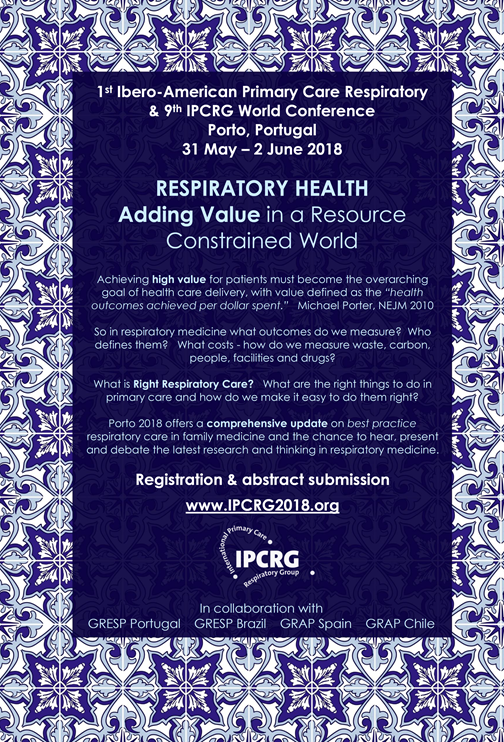 1st Ibero-American Primary Care Respiratory
& 9th IPCRG World Conference
Porto, Portugal
31 May – 2 June 2018
RESPIRATORY HEALTH
Adding Value in a Resource
Constrained World
Achieving high value for patients must become the overarching
goal of health care delivery, with value defined as the “health
outcomes achieved per dollar spent.”   Michael Porter, NEJM 2010
So in respiratory medicine what outcomes do we measure?  Who
defines them?   What costs - how do we measure waste, carbon,
people, facilities and drugs?
What is Right Respiratory Care?   What are the right things to do in
primary care and how do we make it easy to do them right?
Porto 2018 offers a comprehensive update on best practice
respiratory care in family medicine and the chance to hear, present
and debate the latest research and thinking in respiratory medicine.
Registration & abstract submission
www.IPCRG2018.org
International Primary Care
IPCRG
Respiratory Group
In collaboration with
GRESP Portugal    GRESP Brazil    GRAP Spain    GRAP Chile